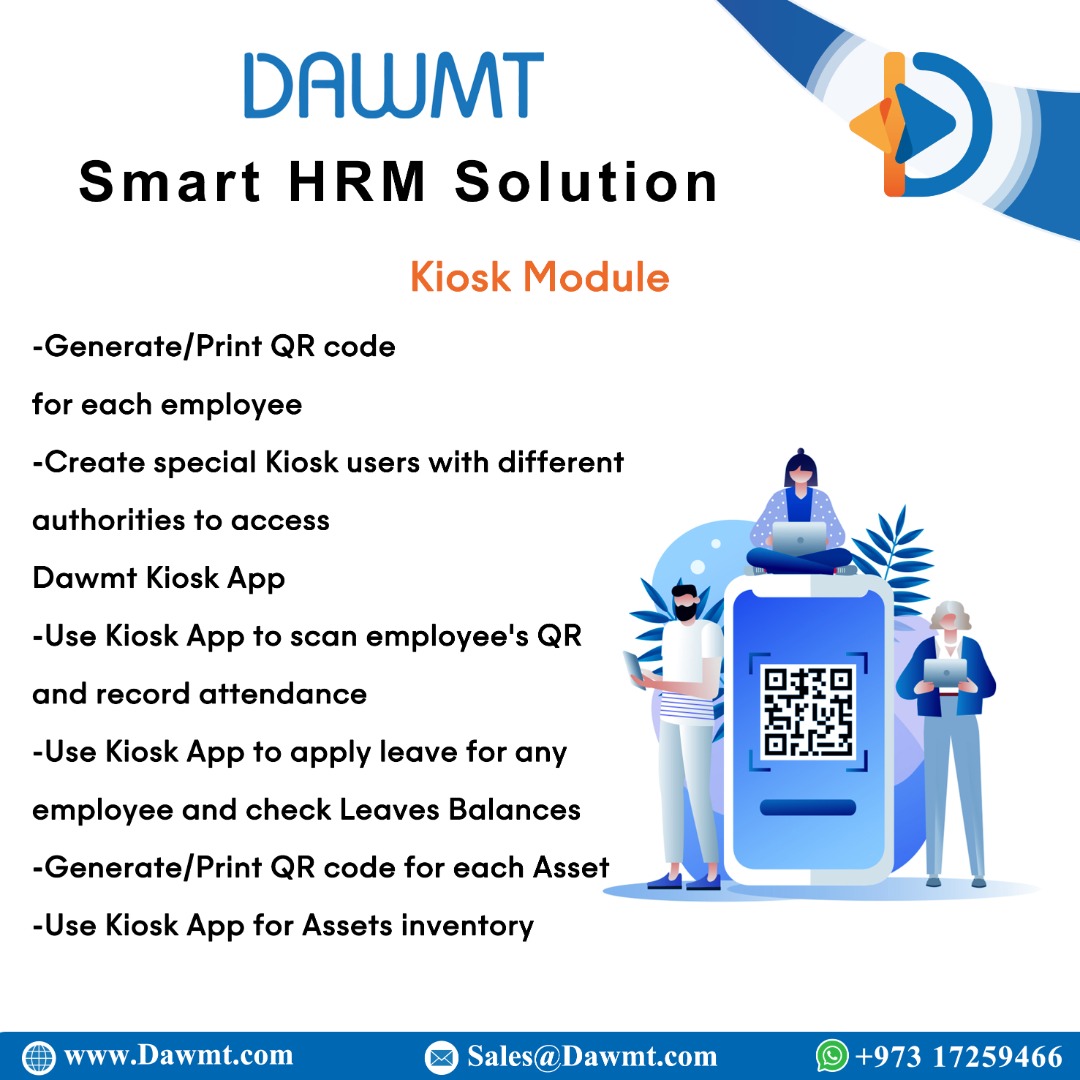 DAWMT
Smart HRM Solution
Kiosk Module
-Generate/Print QR code
for each employee
-Create special Kiosk users with different
authorities to access
Dawmt Kiosk App
-Use Kiosk App to scan employee's QR
and record attendance
-Use Kiosk App to apply leave for any
employee and check Leaves Balances
-Generate/Print QR code for each Asset
-Use Kiosk App for Assets inventory
www.Dawmt.com
Sales@Dawmt.com
+973 17259466